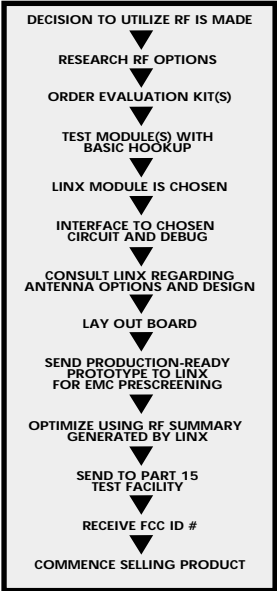 DECISION TO UTILIZE RF IS MADE
RESEARCH RF OPTIONS
ORDER EVALUATION KIT(S)
TEST MODULE(S) WITH
BASIC HOOKUP
LINX MODULE IS CHOSEN
INTERFACE TO CHOSEN
CIRCUIT AND DEBUG
CONSULT LINX REGARDING
ANTENNA OPTIONS AND DESIGN
LAY OUT BOARD
SEND PRODUCTION-READY
PROTOTYPE TO LINX
FOR EMC PRESCREENING
OPTIMIZE USING RF SUMMARY
GENERATED BY LINX
SEND TO PART 15
TEST FACILITY
RECEIVE FCC ID #
COMMENCE SELLING PRODUCT